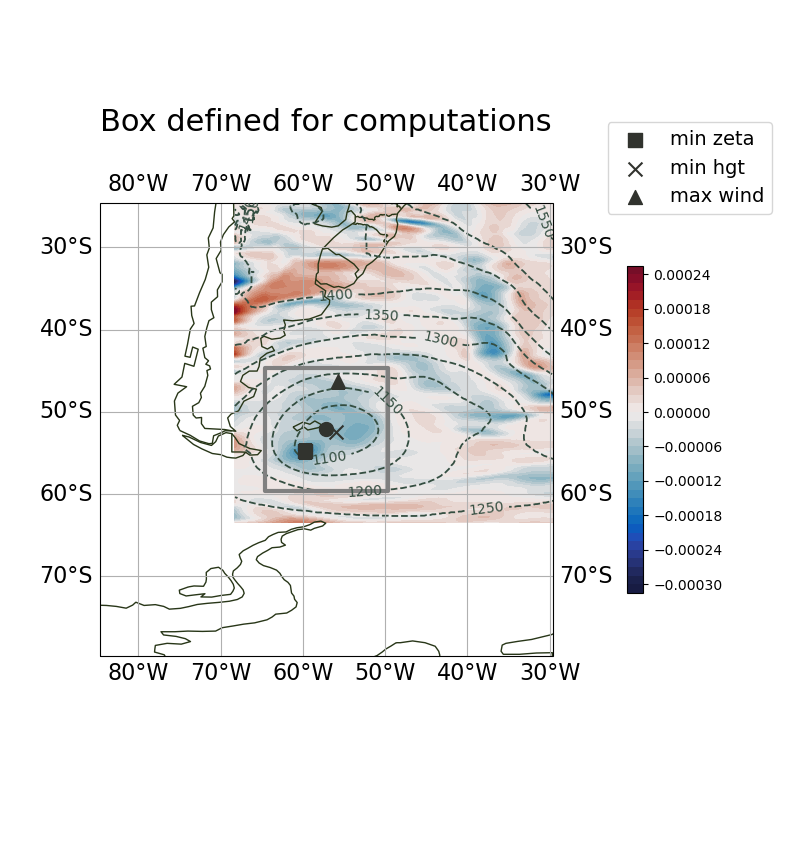 Box defined for computations
min zeta
min hgt
max wind
80°W 70°W 60°W 50°W 40°W 30°W
30°S 30°S
40°S 40°S
50°S 50°S
60°S 60°S
70°S 70°S
80°W 70°W 60°W 50°W 40°W 30°W
1550
1400
1350
1300
1150
1100
1200
1250
0.00024
0.00018
0.00012
0.00006
0.00000
−0.00006
−0.00012
−0.00018
−0.00024
−0.00030